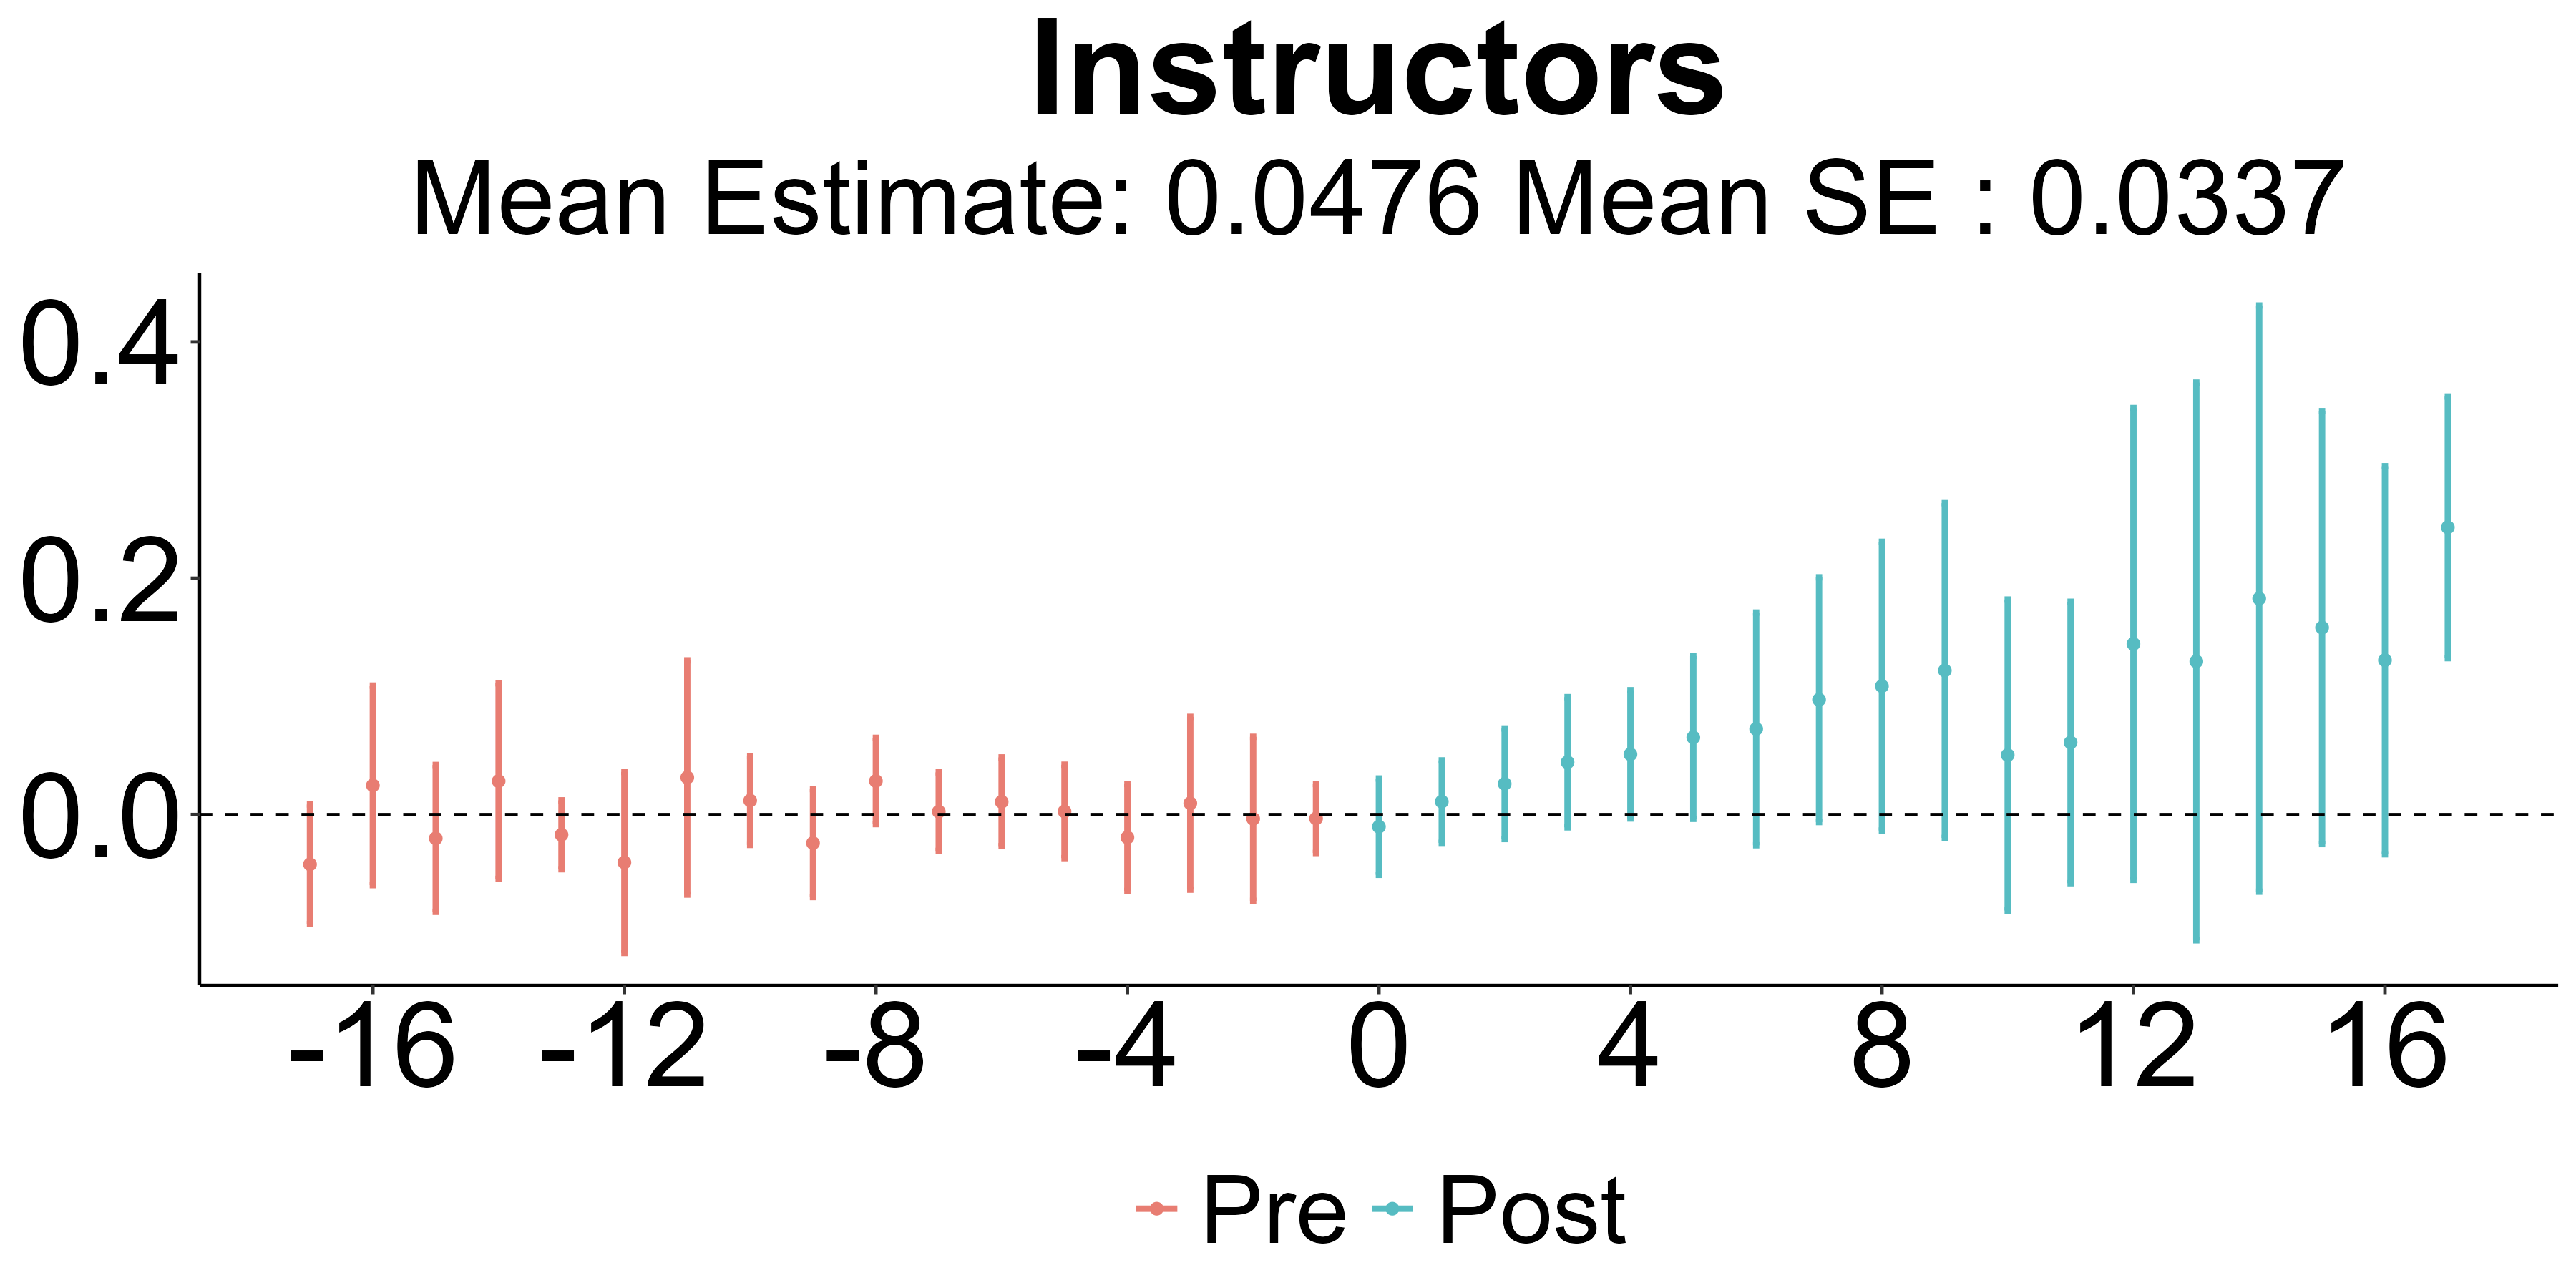 Instructors
Mean Estimate: 0.0476 Mean SE : 0.0337
0.4
0.2
0.0
-16 -12 -8 -4 0 4 8 12 16
Pre Post